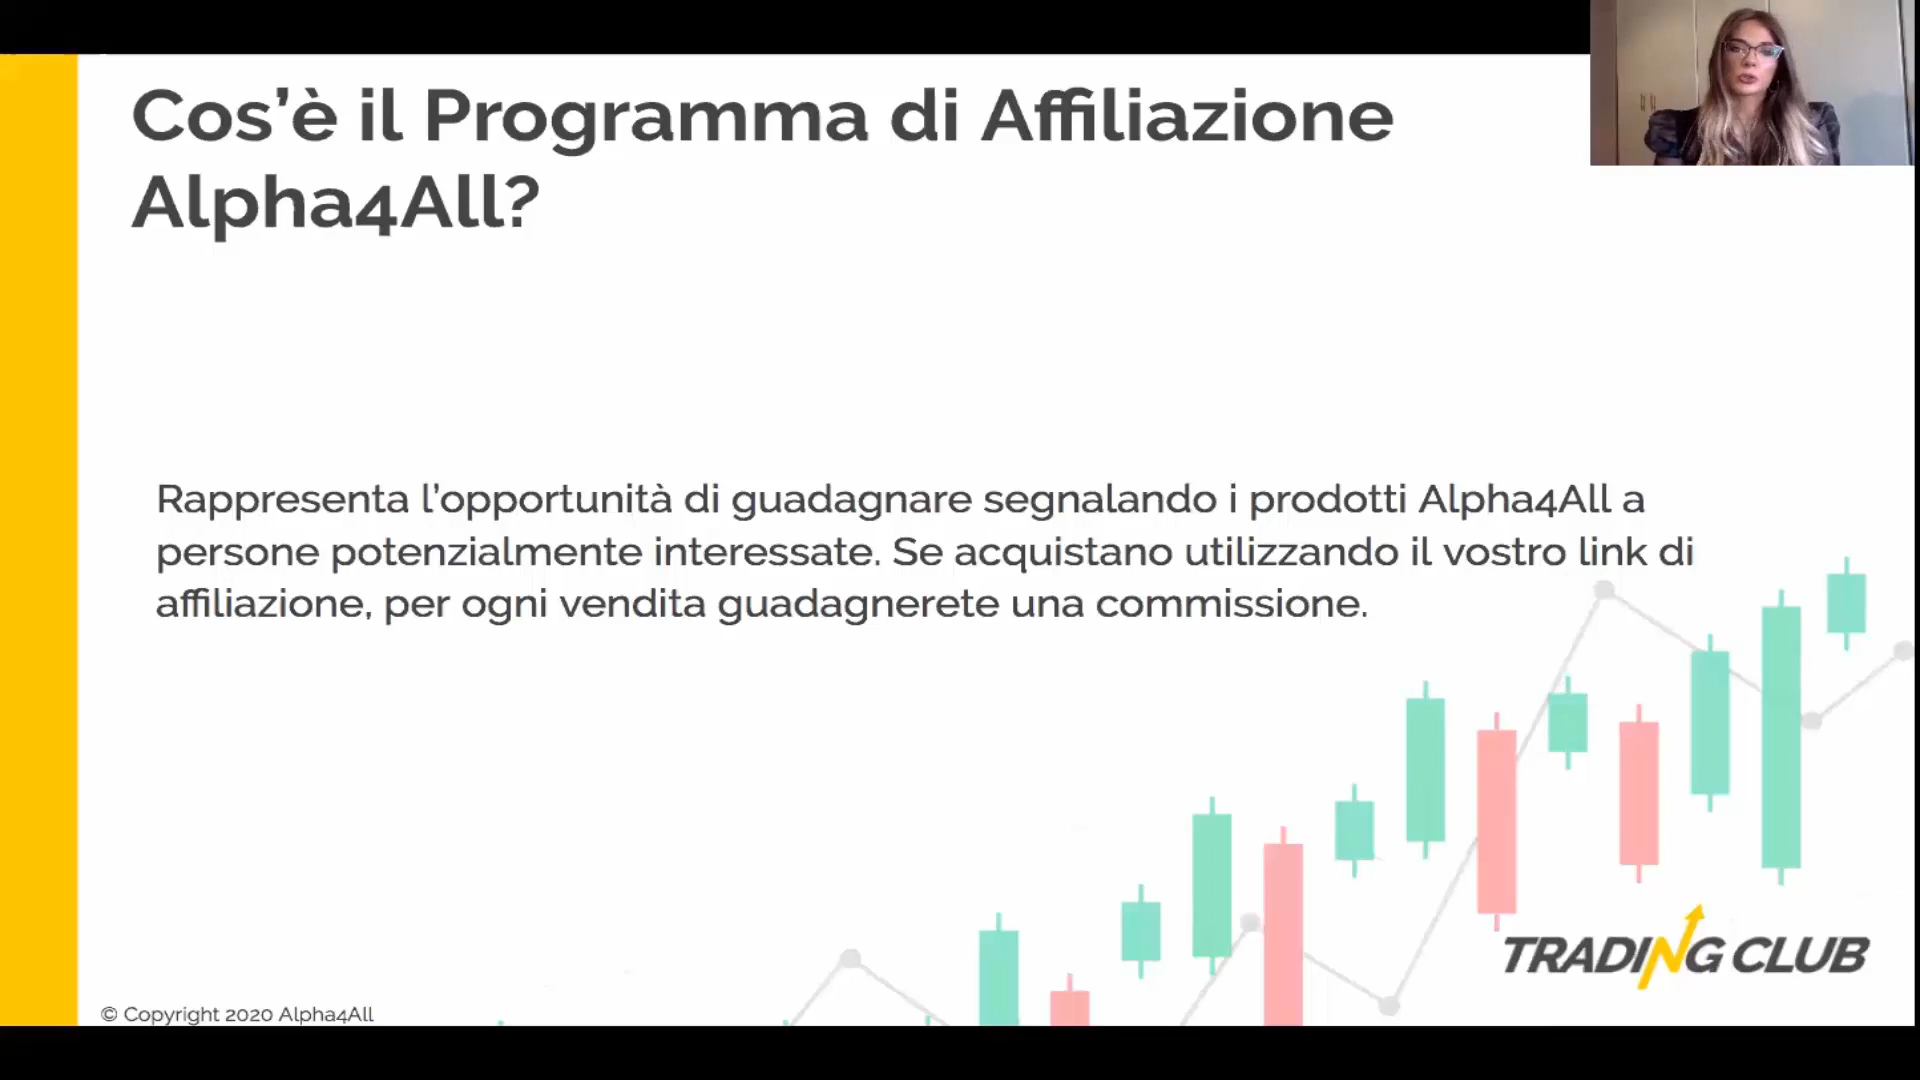 Cos’è il Programma di Affiliazione
Alpha4All?
Rappresenta l’opportunità di guadagnare segnalando i prodotti Alpha4All a
persone potenzialmente interessate. Se acquistano utilizzando il vostro link di
affiliazione, per ogni vendita guadagnerete una commissione.
TRADING CLUB
© Copyright 2020 Alpha4All